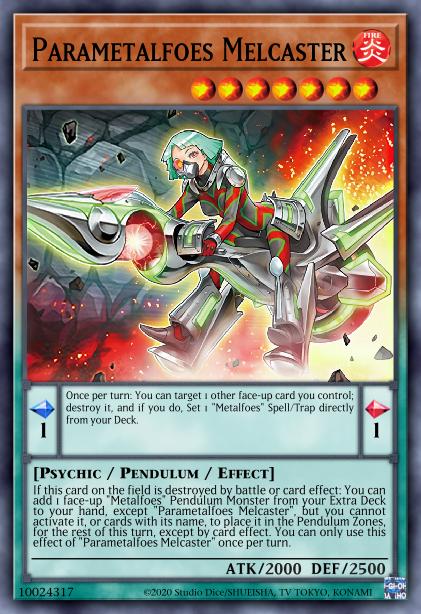 PARAMETALFOES MELCASTER
FIRE
炎
Once per turn: You can target 1 other face-up card you control;
destroy it, and if you do, Set 1 "Metalfoes" Spell/Trap directly
from your Deck.
1
1
[PSYCHIC / PENDULUM / EFFECT]
If this card on the field is destroyed by battle or card effect: You can
add 1 face-up "Metalfoes" Pendulum Monster from your Extra Deck
to your hand, except "Parametalfoes Melcaster", but you cannot
activate it, or cards with its name, to place it in the Pendulum Zones,
for the rest of this turn, except by card effect. You can only use this
effect of "Parametalfoes Melcaster" once per turn.
ATK/2000 DEF/2500
10024317
©2020 Studio Dice/SHUEISHA, TV TOKYO, KONAMI